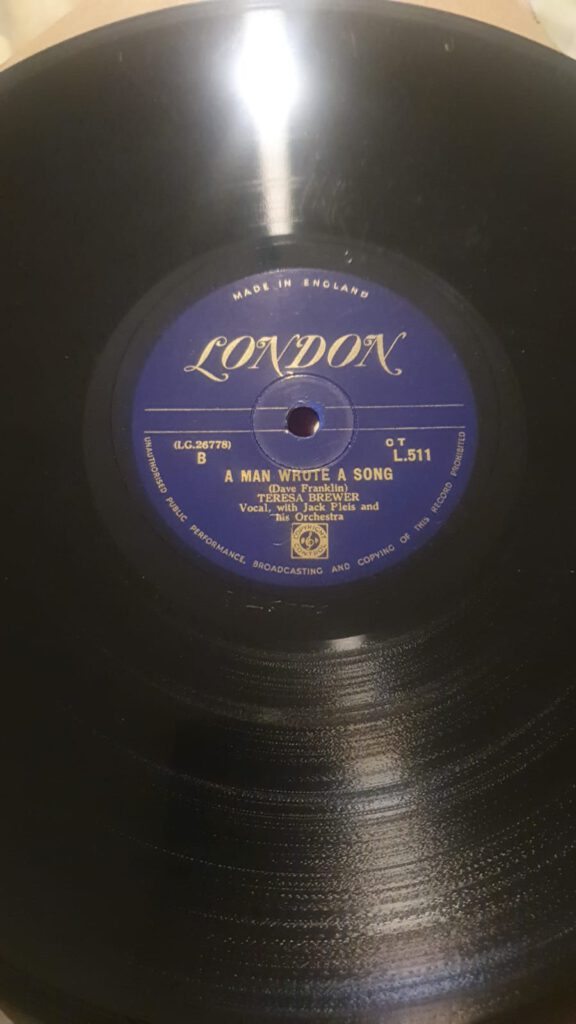 MADE IN ENGLAND
LONDON
(LG.26778)
B
CT
L.511
A MAN WROTE A SONG
(Dave Franklin)
TERESA BREWER
Vocal, with Jack Pleis and
his Orchestra
UNAUTHORISED PUBLIC PERFORMANCE, BROADCASTING AND COPYING OF THIS RECORD PROHIBITED